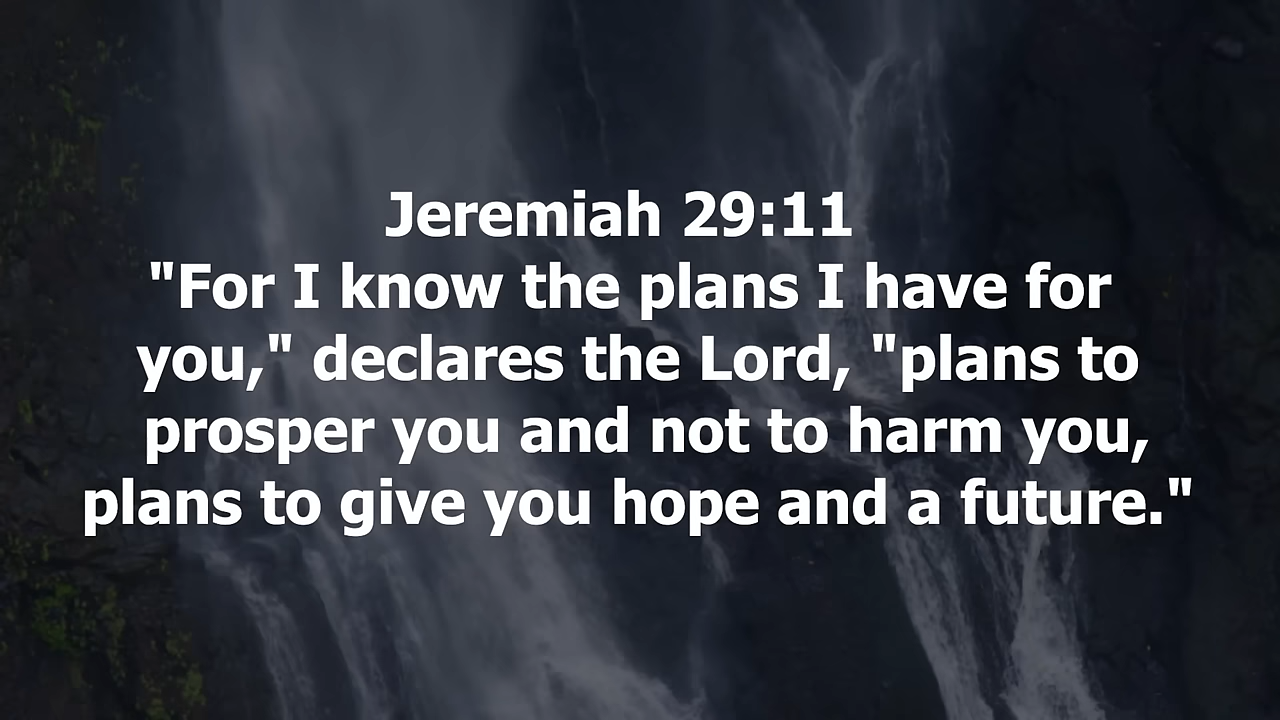 Jeremiah 29:11
"For I know the plans I have for
you," declares the Lord, "plans to
prosper you and not to harm you,
plans to give you hope and a future."